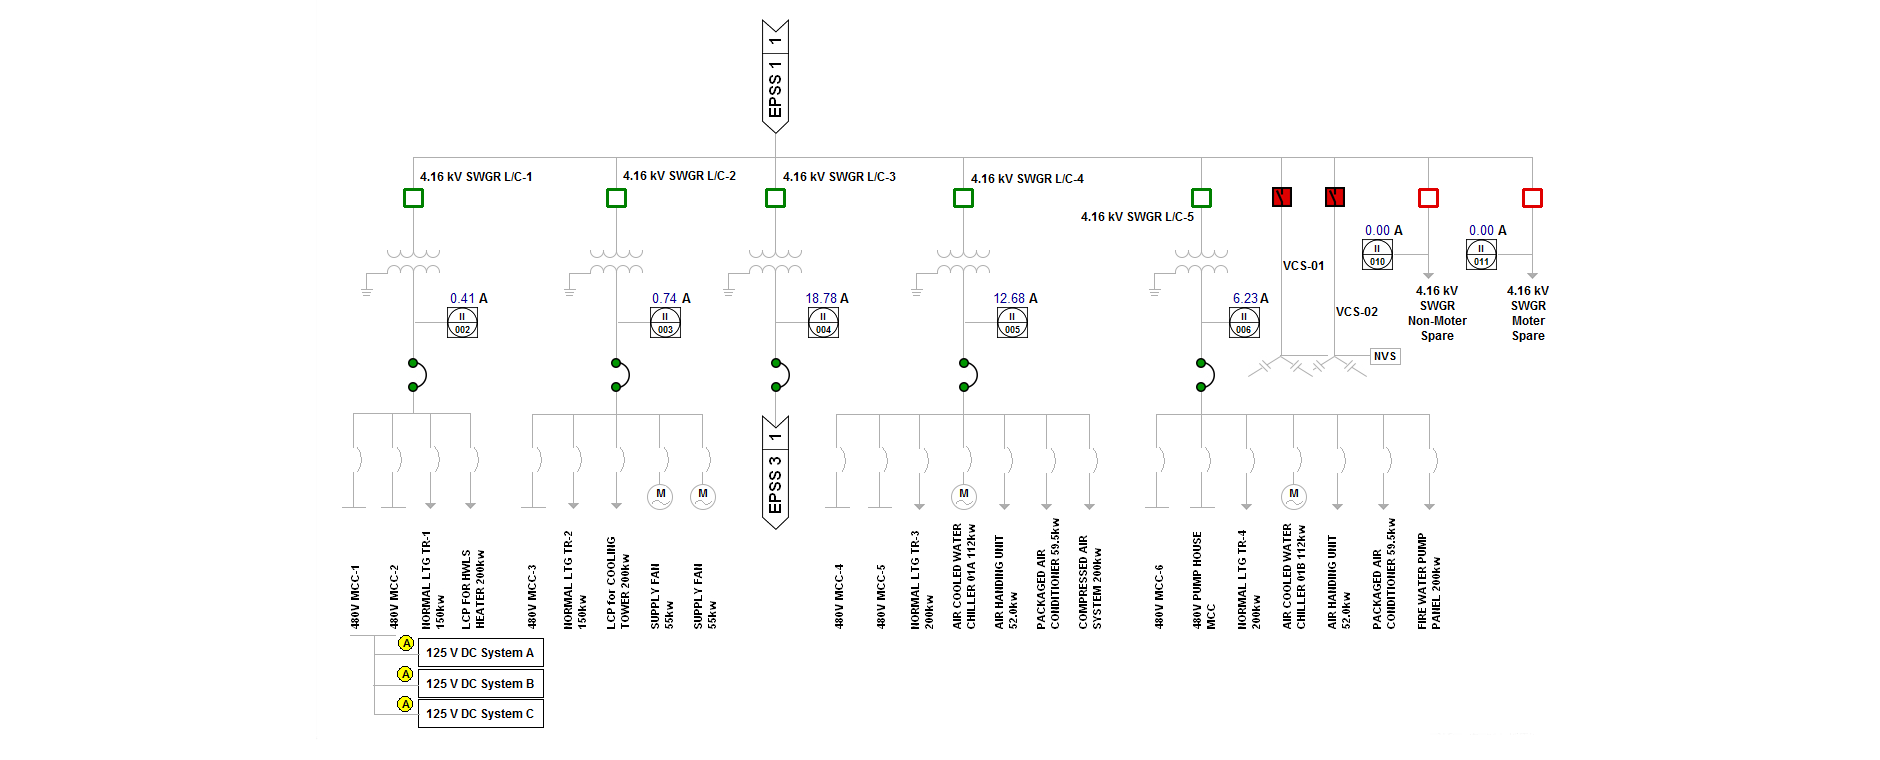 EPSS 1 1
4.16 kV SWGR L/C-1
4.16 kV SWGR L/C-2
4.16 kV SWGR L/C-3
4.16 kV SWGR L/C-4
4.16 kV SWGR L/C-5
0.00 A
II
010
0.00 A
II
011
VCS-01
VCS-02
4.16 kV
SWGR
Non-Moter
Spare
4.16 kV
SWGR
Moter
Spare
0.41 A
II
002
0.74 A
II
003
18.78 A
II
004
12.68 A
II
005
6.23 A
II
006
NVS
EPSS 3 1
M
M
M
M
480V MCC-1
480V MCC-2
NORMAL LTG TR-1
150kw
LCP FOR HWLS
HEATER 200kw
480V MCC-3
NORMAL LTG TR-2
150kw
LCP for COOLING
TOWER 200kw
SUPPLY FAN
55kw
SUPPLY FAN
55kw
480V MCC-4
480V MCC-5
NORMAL LTG TR-3
200kw
AIR COOLED WATER
CHILLER 01A 112kw
AIR HANDING UNIT
52.0kw
PACKAGED AIR
CONDITIONER 59.5kw
COMPRESSED AIR
SYSTEM 200kw
480V MCC-6
480V PUMP HOUSE
MCC
NORMAL LTG TR-4
200kw
AIR COOLED WATER
CHILLER 01B 112kw
AIR HANDING UNIT
52.0kw
PACKAGED AIR
CONDITIONER 59.5kw
FIRE WATER PUMP
PANEL 200kw
A
125 V DC System A
A
125 V DC System B
A
125 V DC System C